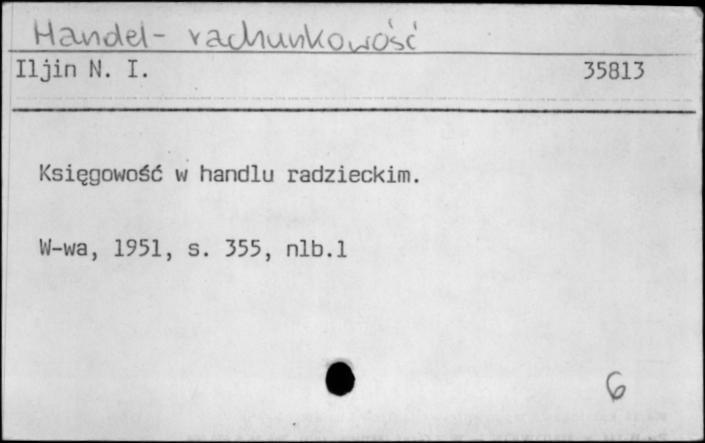 Handel- rachunkowość
Iljin N. I. 35813
Księgowość w handlu radzieckim.
W-wa, 1951, s. 355, nlb.1
6